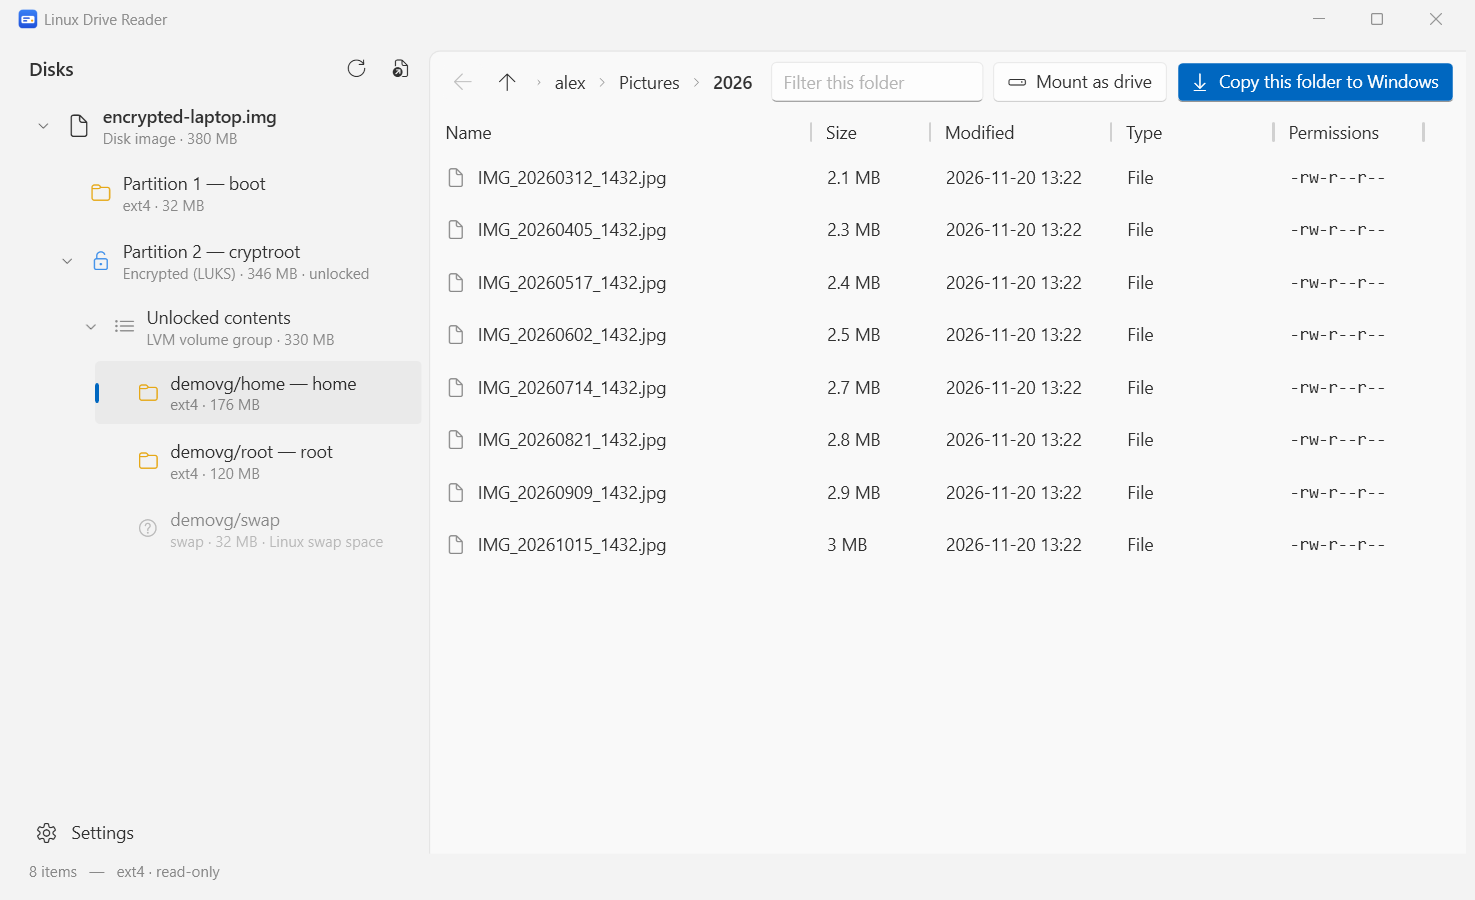 Linux Drive Reader
Disks
encrypted-laptop.img
Disk image · 380 MB
Partition 1 — boot
ext4 · 32 MB
Partition 2 — cryptroot
Encrypted (LUKS) · 346 MB · unlocked
Unlocked contents
LVM volume group · 330 MB
demovg/home — home
ext4 · 176 MB
demovg/root — root
ext4 · 120 MB
demovg/swap
swap · 32 MB · Linux swap space
Settings
8 items — ext4 · read-only
alex › Pictures › 2026 Filter this folder Mount as drive Copy this folder to Windows
Name Size Modified Type Permissions
IMG_20260312_1432.jpg 2.1 MB 2026-11-20 13:22 File -rw-r--r--
IMG_20260405_1432.jpg 2.3 MB 2026-11-20 13:22 File -rw-r--r--
IMG_20260517_1432.jpg 2.4 MB 2026-11-20 13:22 File -rw-r--r--
IMG_20260602_1432.jpg 2.5 MB 2026-11-20 13:22 File -rw-r--r--
IMG_20260714_1432.jpg 2.7 MB 2026-11-20 13:22 File -rw-r--r--
IMG_20260821_1432.jpg 2.8 MB 2026-11-20 13:22 File -rw-r--r--
IMG_20260909_1432.jpg 2.9 MB 2026-11-20 13:22 File -rw-r--r--
IMG_20261015_1432.jpg 3 MB 2026-11-20 13:22 File -rw-r--r--